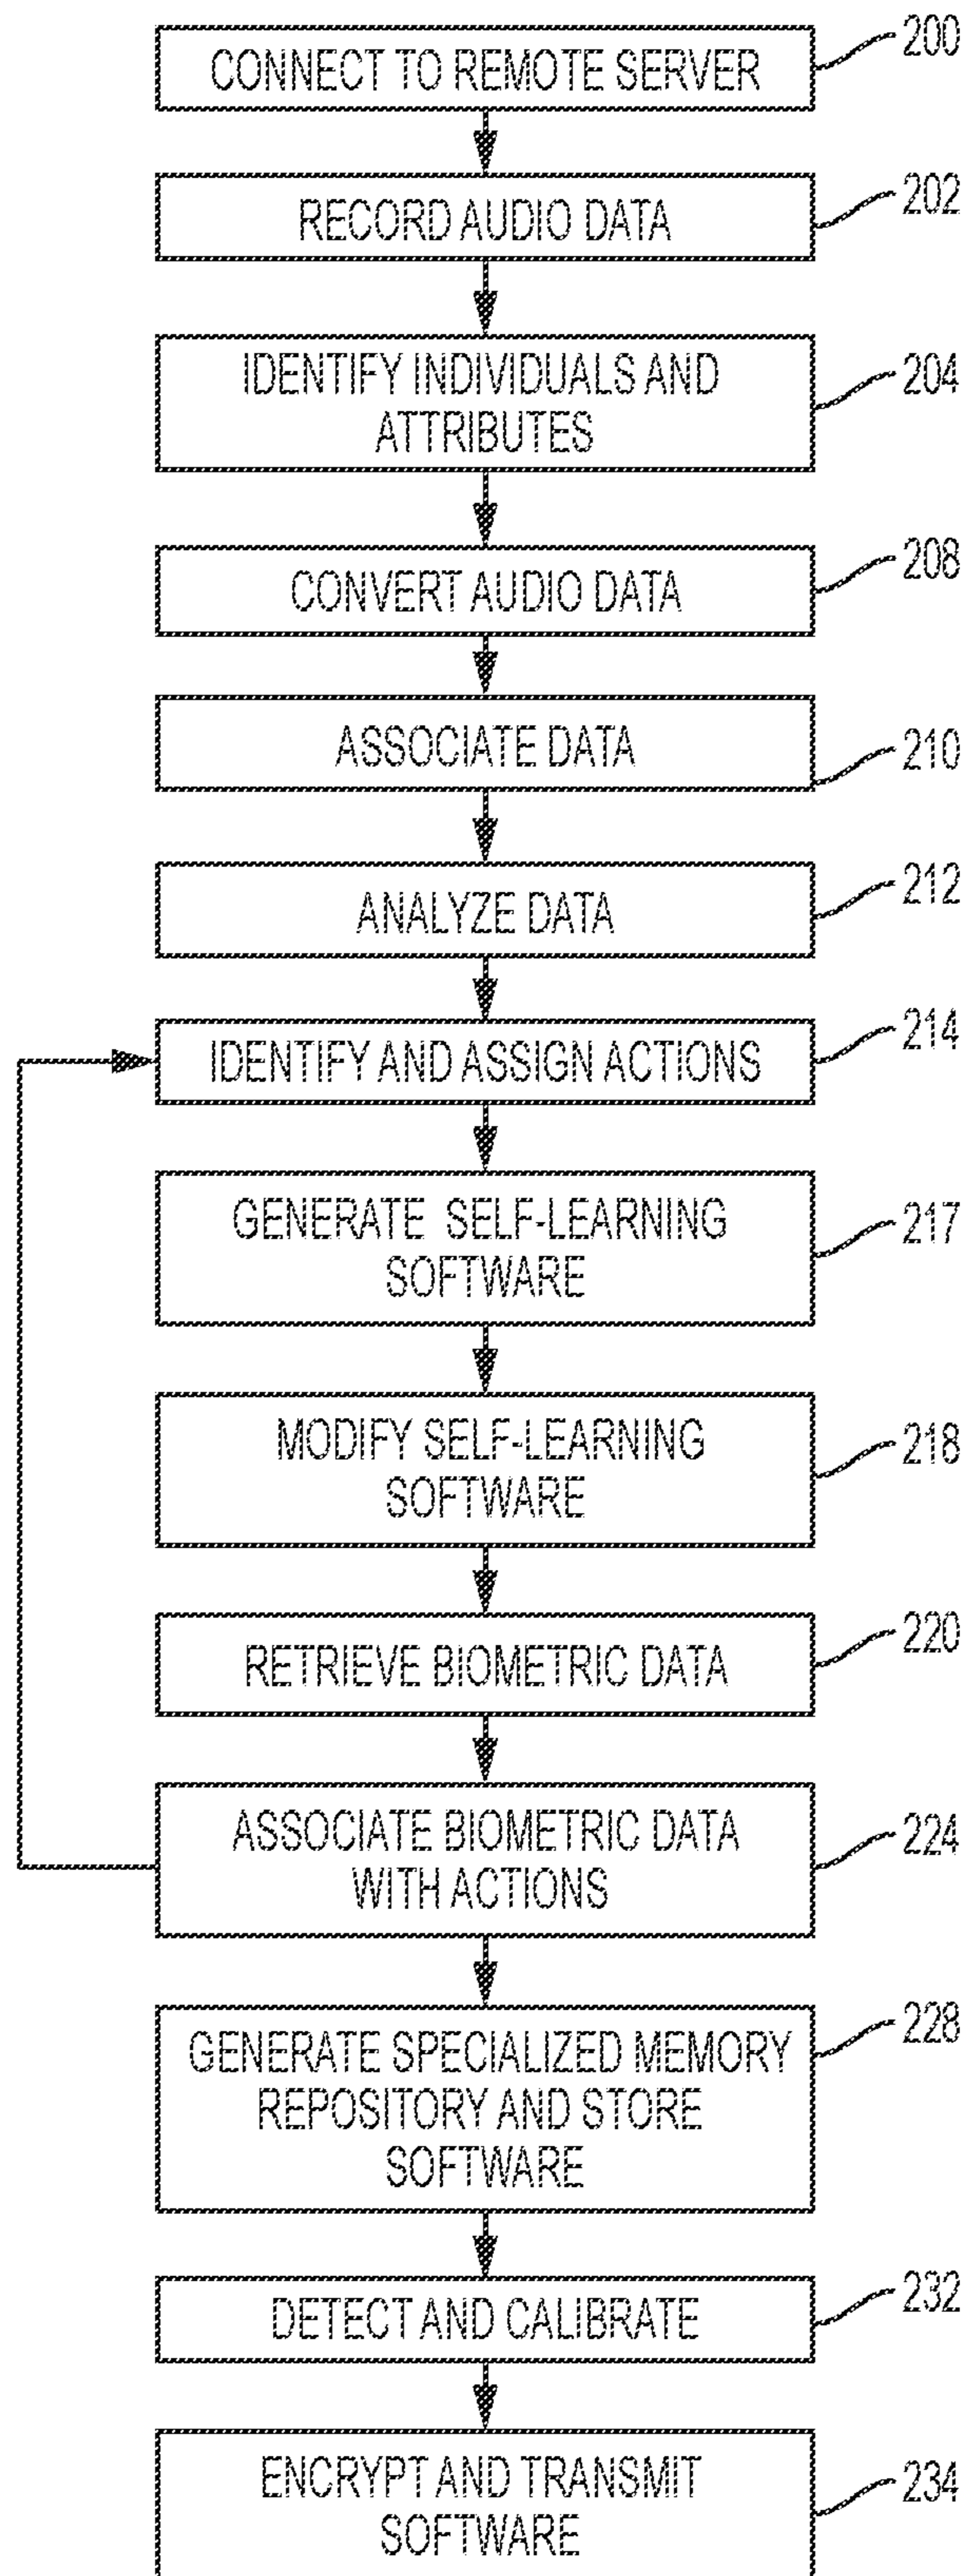 CONNECT TO REMOTE SERVER
200
RECORD AUDIO DATA
202
IDENTIFY INDIVIDUALS AND
ATTRIBUTES
204
CONVERT AUDIO DATA
208
ASSOCIATE DATA
210
ANALYZE DATA
212
IDENTIFY AND ASSIGN ACTIONS
214
GENERATE SELF-LEARNING
SOFTWARE
217
MODIFY SELF-LEARNING
SOFTWARE
218
RETRIEVE BIOMETRIC DATA
220
ASSOCIATE BIOMETRIC DATA
WITH ACTIONS
224
GENERATE SPECIALIZED MEMORY
REPOSITORY AND STORE
SOFTWARE
228
DETECT AND CALIBRATE
232
ENCRYPT AND TRANSMIT
SOFTWARE
234